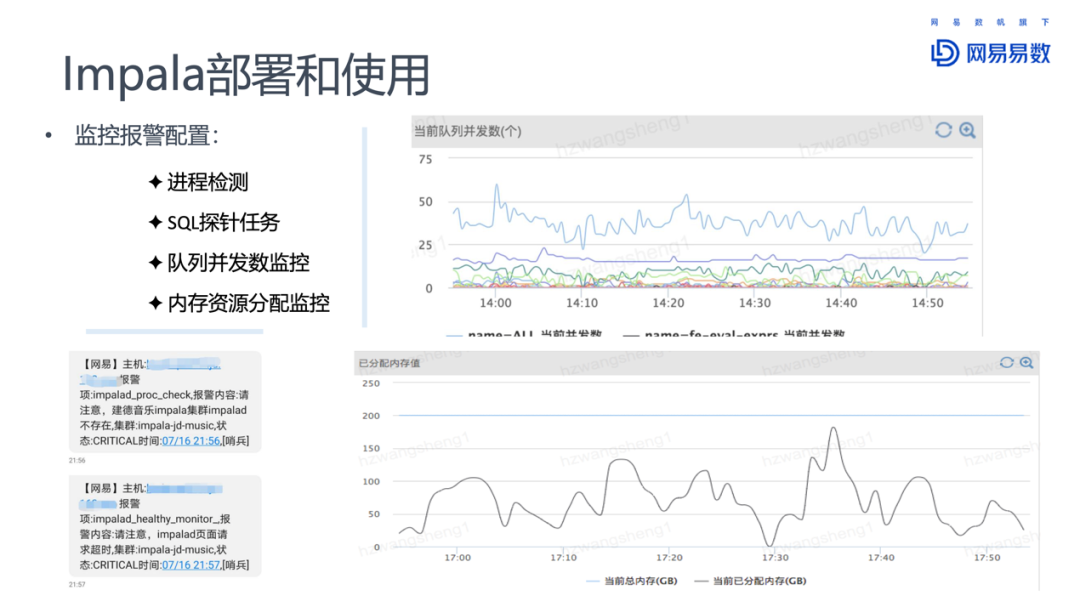 网易数帆旗下
网易易数
Impala部署和使用
• 监控报警配置：
✦ 进程检测
✦ SQL探针任务
✦ 队列并发数监控
✦ 内存资源分配监控
当前队列并发数(个)
75
50
25
0
14:00 14:10 14:20 14:30 14:40 14:50
name=ALL 当前并发数 name=fe-eval-exprs 当前并发数
【网易】主机:
报警
项:impalad_proc_check,报警内容:请
注意，建德音乐impala集群impalad
不存在,集群:impala-jd-music,状
态:CRITICAL时间:07/16 21:56,[哨兵]
21:56
【网易】主机:
报警
项:impalad_healthy_monitor_,报
警内容:请注意，impalad页面请
求超时,集群:impala-jd-music,状
态:CRITICAL时间:07/16 21:57,[哨兵]
21:57
已分配内存值
250
200
150
100
50
0
17:00 17:10 17:20 17:30 17:40 17:50
当前总内存(GB) 当前已分配内存(GB)
hzwangsheng1